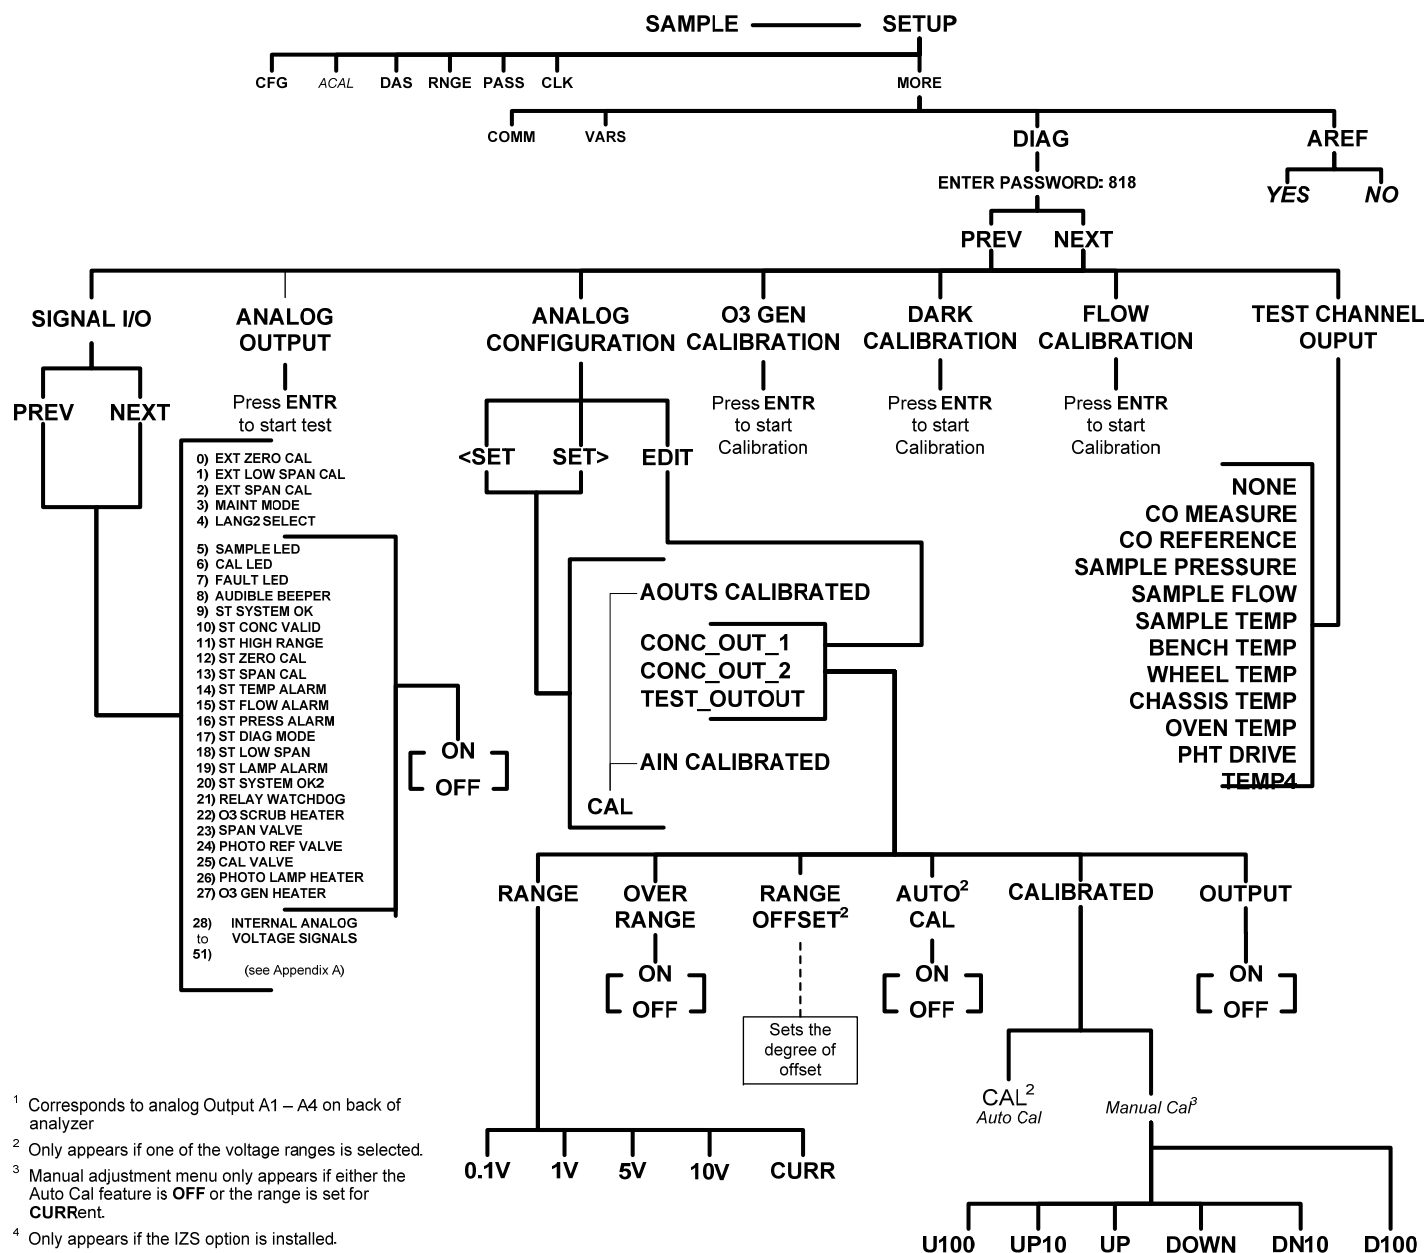 SAMPLE SETUP
CFG ACAL DAS RNGE PASS CLK MORE
COMM VARS
DIAG AREF
ENTER PASSWORD: 818
YES NO
PREV NEXT
SIGNAL I/O
ANALOG
OUTPUT
ANALOG
CONFIGURATION
O3 GEN
CALIBRATION
DARK
CALIBRATION
FLOW
CALIBRATION
TEST CHANNEL
OUPUT
PREV NEXT
Press ENTR
to start test
Press ENTR
to start
Calibration
Press ENTR
to start
Calibration
Press ENTR
to start
Calibration
<SET SET> EDIT
0) EXT ZERO CAL
1) EXT LOW SPAN CAL
2) EXT SPAN CAL
3) MAINT MODE
4) LANG2 SELECT
5) SAMPLE LED
6) CAL LED
7) FAULT LED
8) AUDIBLE BEEPER
9) ST SYSTEM OK
10) ST CONC VALID
11) ST HIGH RANGE
12) ST ZERO CAL
13) ST SPAN CAL
14) ST TEMP ALARM
15) ST FLOW ALARM
16) ST PRESS ALARM
17) ST DIAG MODE
18) ST LOW SPAN
19) ST LAMP ALARM
20) ST SYSTEM OK2
21) RELAY WATCHDOG
22) O3 SCRUB HEATER
23) SPAN VALVE
24) PHOTO REF VALVE
25) CAL VALVE
26) PHOTO LAMP HEATER
27) O3 GEN HEATER
28) INTERNAL ANALOG
to VOLTAGE SIGNALS
51)
(see Appendix A)
ON
OFF
AOUTS CALIBRATED
CONC_OUT_1
CONC_OUT_2
TEST_OUTOUT
AIN CALIBRATED
CAL
NONE
CO MEASURE
CO REFERENCE
SAMPLE PRESSURE
SAMPLE FLOW
SAMPLE TEMP
BENCH TEMP
WHEEL TEMP
CHASSIS TEMP
OVEN TEMP
PHT DRIVE
TEMP4
RANGE
OVER
RANGE
RANGE
OFFSET2
AUTO2
CAL
CALIBRATED
OUTPUT
ON
OFF
Sets the
degree of
offset
ON
OFF
ON
OFF
CAL2
Auto Cal
Manual Cal3
0.1V 1V 5V 10V CURR
U100 UP10 UP DOWN DN10 D100
1 Corresponds to analog Output A1 – A4 on back of
analyzer
2 Only appears if one of the voltage ranges is selected.
3 Manual adjustment menu only appears if either the
Auto Cal feature is OFF or the range is set for
CURRent.
4 Only appears if the IZS option is installed.